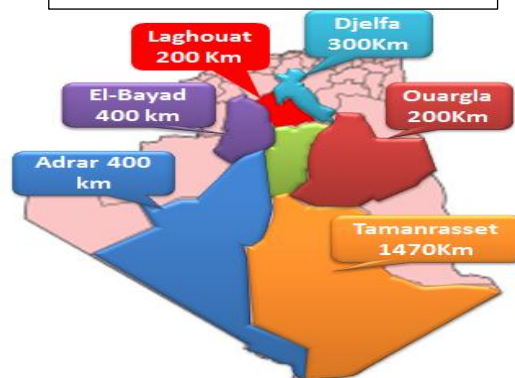 Djelfa
300Km
Laghouat
200 Km
El-Bayad
400 km
Ouargla
200Km
Adrar 400
km
Tamanrasset
1470Km